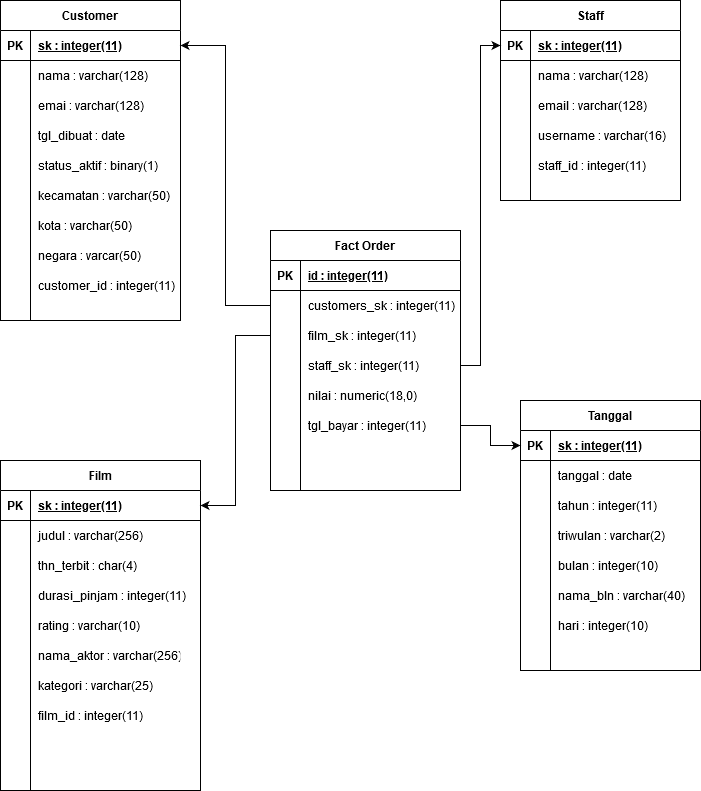 Customer
PK sk : integer(11)
nama : varchar(128)
emai : varchar(128)
tgl_dibuat : date
status_aktif : binary(1)
kecamatan : varchar(50)
kota : varchar(50)
negara : varcar(50)
customer_id : integer(11)
Staff
PK sk : integer(11)
nama : varchar(128)
email : varchar(128)
username : varchar(16)
staff_id : integer(11)
Fact Order
PK id : integer(11)
customers_sk : integer(11)
film_sk : integer(11)
staff_sk : integer(11)
nilai : numeric(18,0)
tgl_bayar : integer(11)
Film
PK sk : integer(11)
judul : varchar(256)
thn_terbit : char(4)
durasi_pinjam : integer(11)
rating : varchar(10)
nama_aktor : varchar(256)
kategori : varchar(25)
film_id : integer(11)
Tanggal
PK sk : integer(11)
tanggal : date
tahun : integer(11)
triwulan : varchar(2)
bulan : integer(10)
nama_bln : varchar(40)
hari : integer(10)